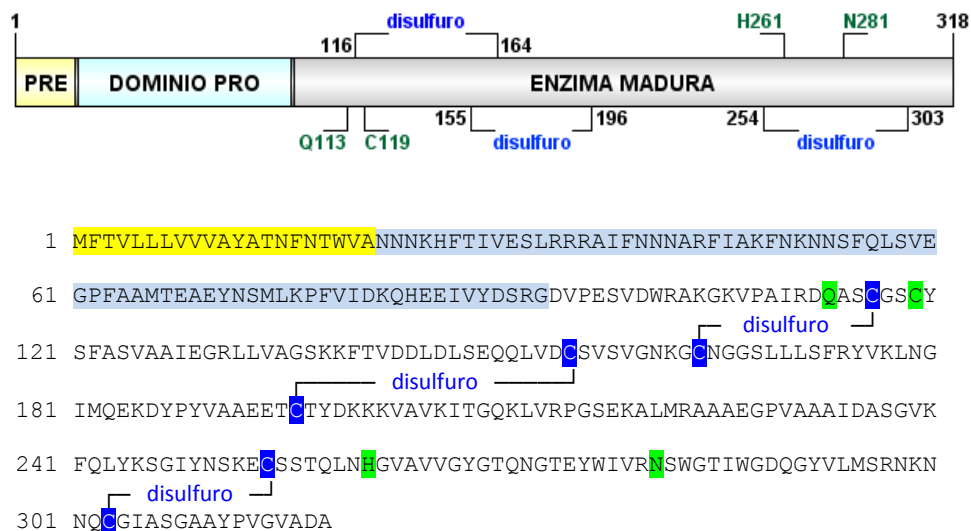 1 disulfuro H261 N281 318
116 164
PRE DOMINIO PRO ENZIMA MADURA
155 196 254 303
Q113 C119 disulfuro disulfuro
1 MFTVLLLVVVAYATNFNTWVANNNKHFTIVESLRRRAIFNNNARFIAKFNKNNSFQLSVE
61 GPFAAMTEAEYNSMLKPFVIDKQHEEIVYDSRGDVPESVDWRAKGKVPAIRDQASCGSCY
disulfuro
121 SFASVAAIEGRLLVAGSKKFTVDDLDLSEQQLVDCSVSVGNKGCNGGSLLLSFRYVKLNG
disulfuro
181 IMQEKDYPYVAAEETCTYDKKKVAVKITGQKLVRPGSEKALMRAAAEGPVAAAIDASGVK
241 FQLYKSGIYNSKECSSTQLNHGVAVVGYGTQNGTEYWIVRNSWGTIWGDQGYVLMSRNKN
disulfuro
301 NQCGIASGAAYPVGVADA